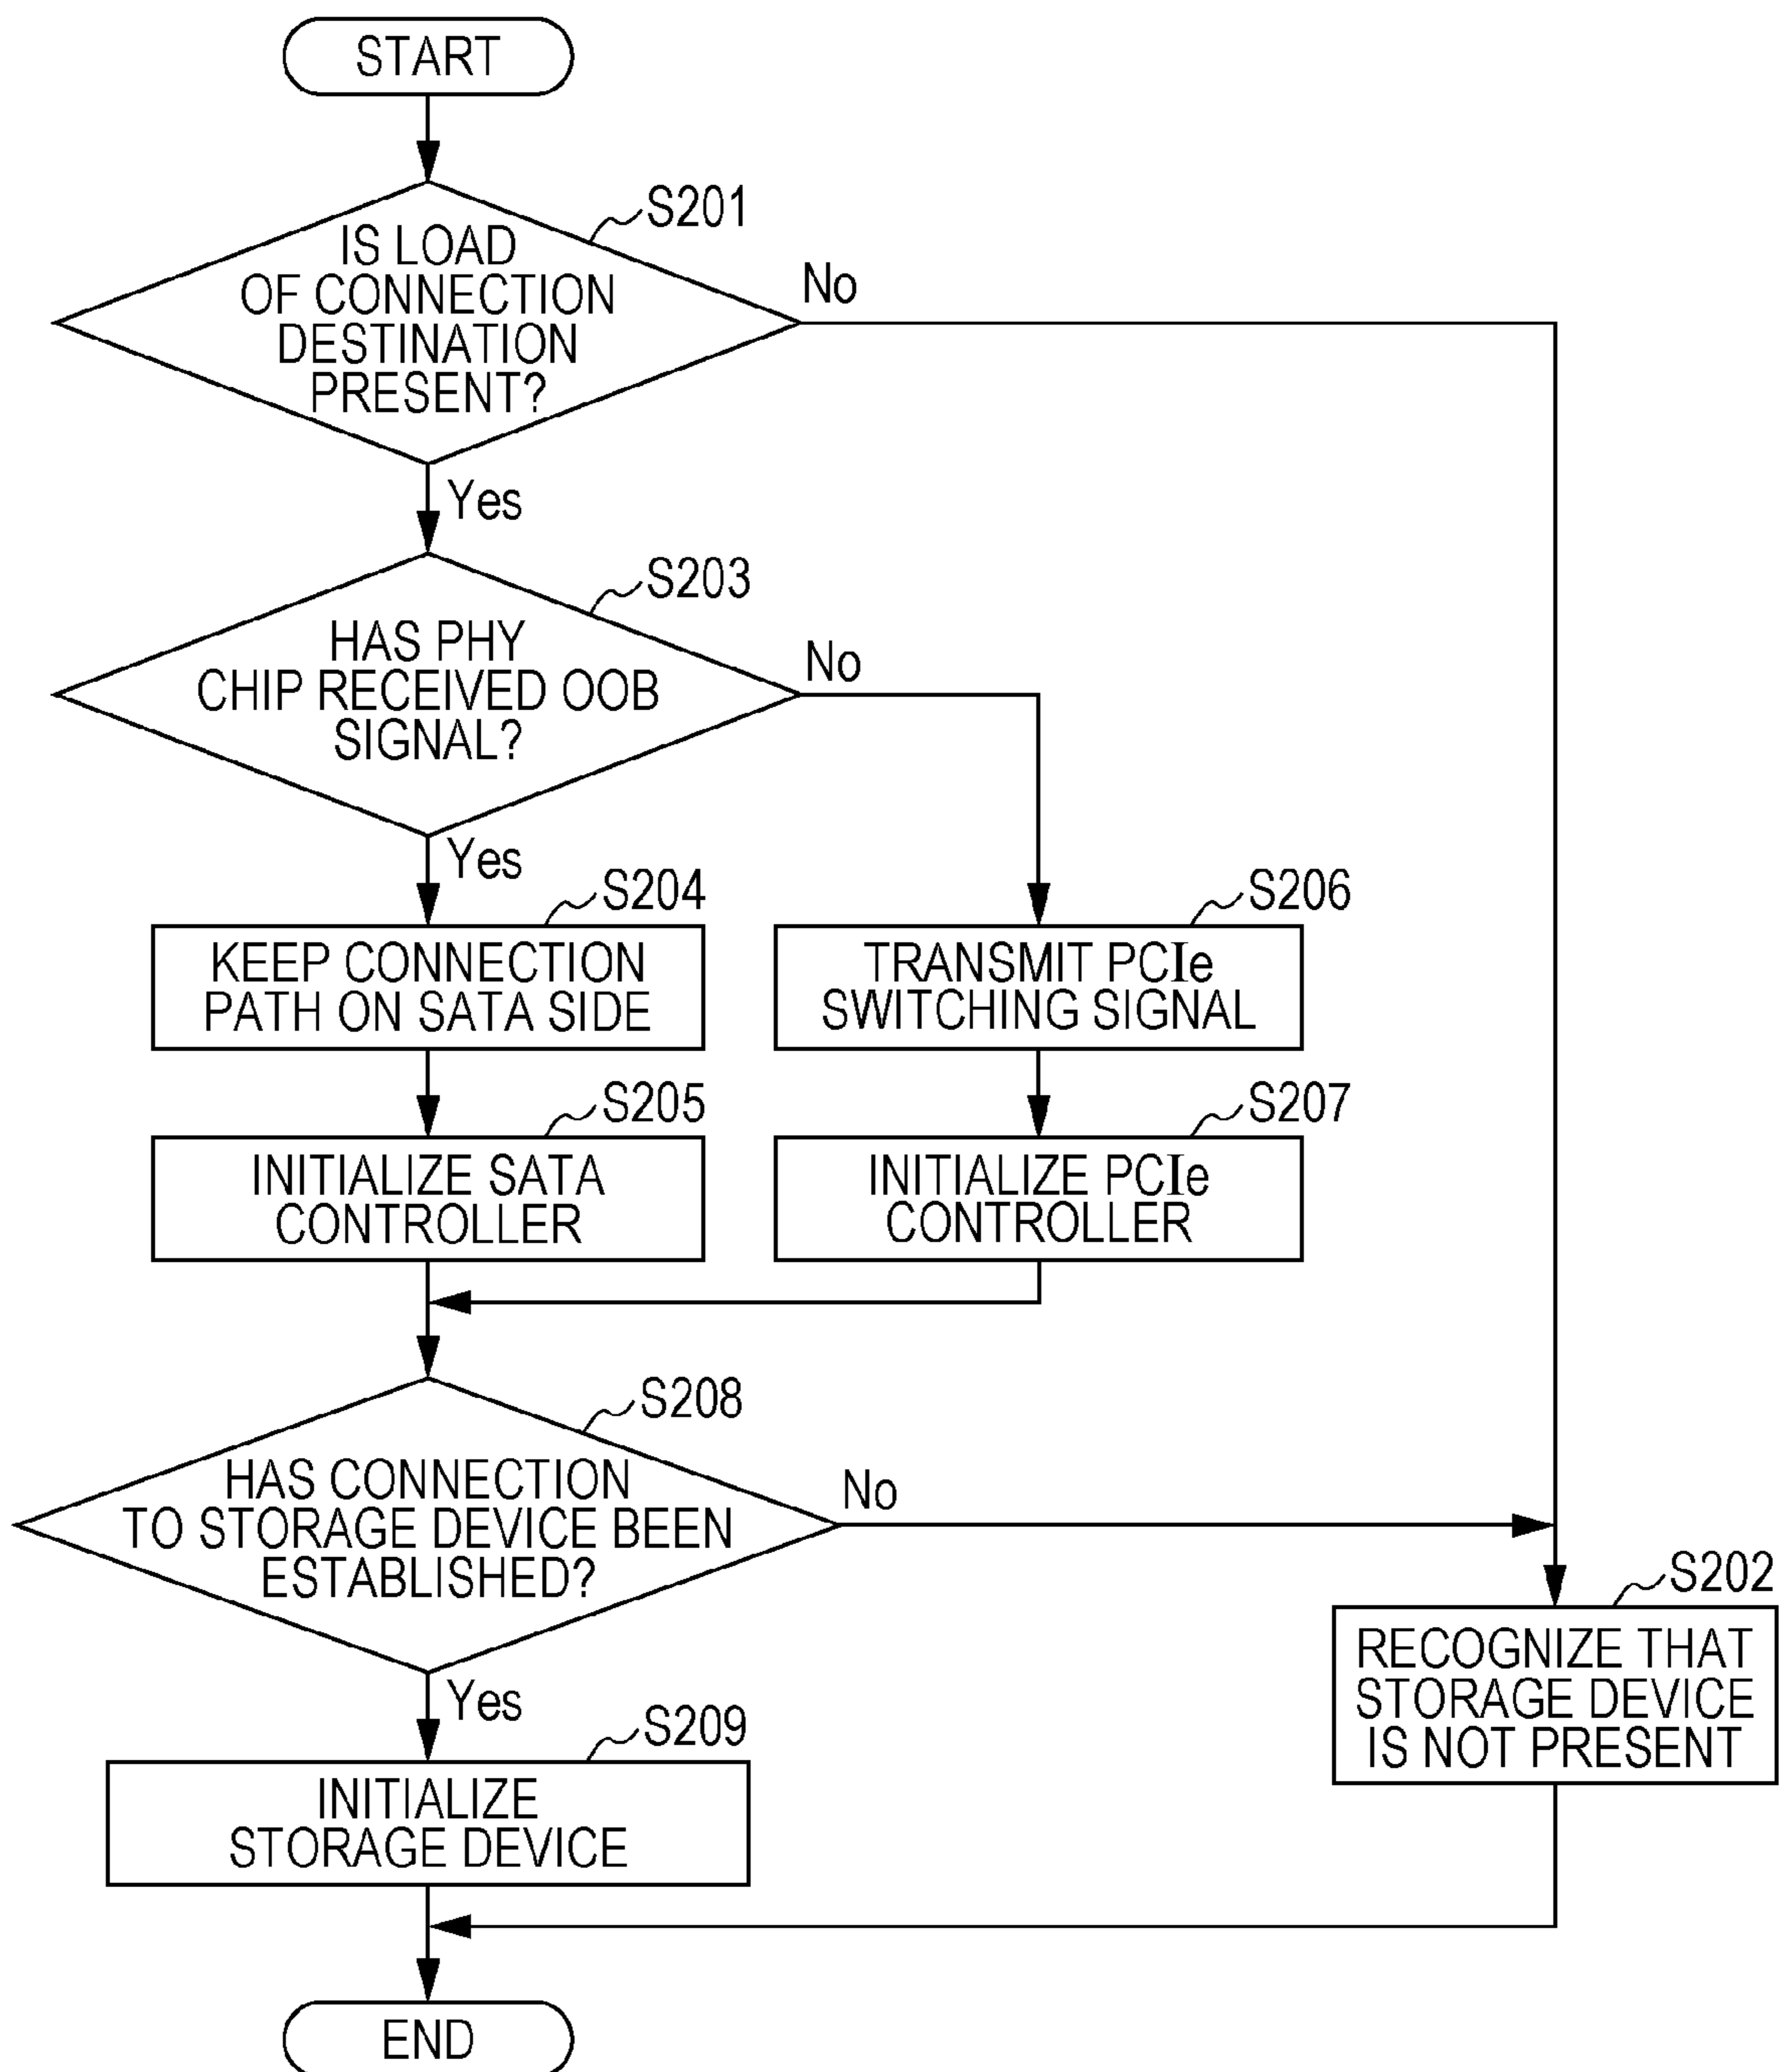 START
S201
IS LOAD
OF CONNECTION
DESTINATION
PRESENT?
No
Yes
S203
HAS PHY
CHIP RECEIVED OOB
SIGNAL?
No
Yes
S204
KEEP CONNECTION
PATH ON SATA SIDE
S206
TRANSMIT PCIe
SWITCHING SIGNAL
S205
INITIALIZE SATA
CONTROLLER
S207
INITIALIZE PCIe
CONTROLLER
S208
HAS CONNECTION
TO STORAGE DEVICE BEEN
ESTABLISHED?
No
Yes
S202
RECOGNIZE THAT
STORAGE DEVICE
IS NOT PRESENT
S209
INITIALIZE
STORAGE DEVICE
END